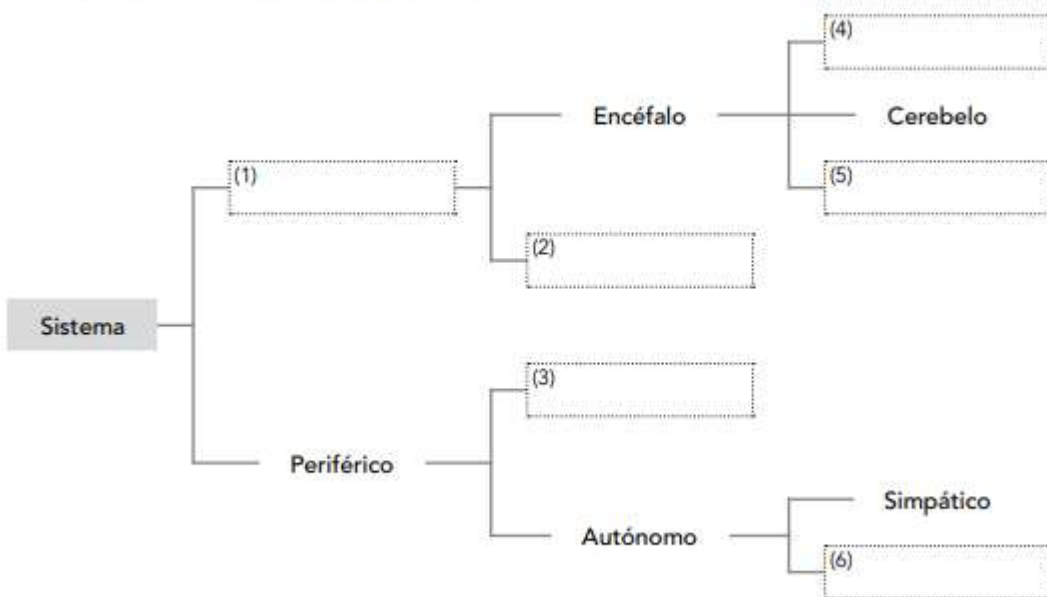 (4)
Encéfalo
Cerebelo
(1)
(5)
(2)
Sistema
(3)
Periférico
Simpático
Autónomo
(6)